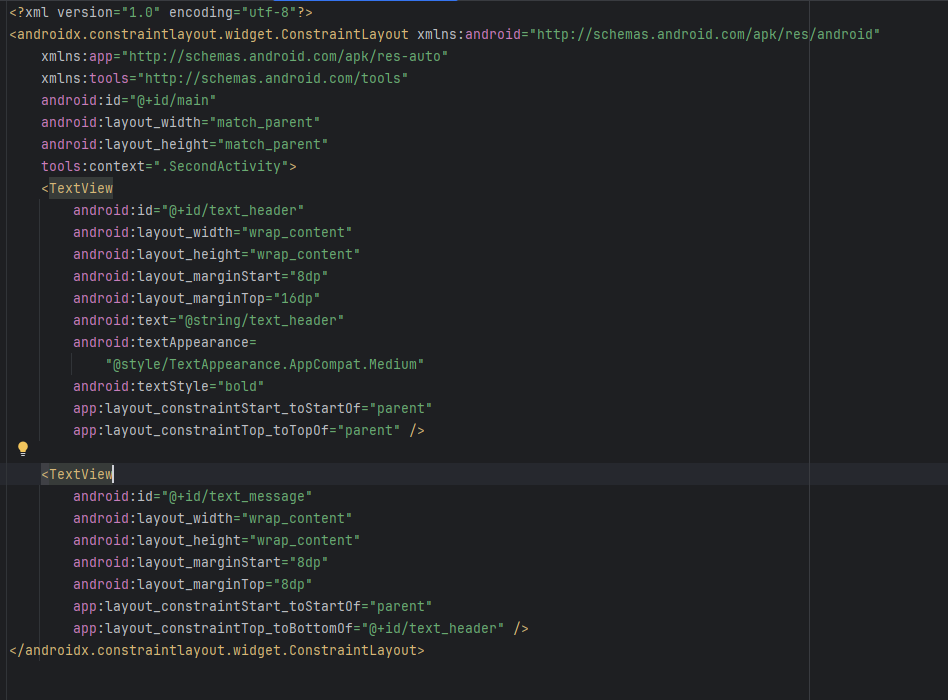 <?xml version="1.0" encoding="utf-8"?>
<androidx.constraintlayout.widget.ConstraintLayout xmlns:android="http://schemas.android.com/apk/res/android"
    xmlns:app="http://schemas.android.com/apk/res-auto"
    xmlns:tools="http://schemas.android.com/tools"
    android:id="@+id/main"
    android:layout_width="match_parent"
    android:layout_height="match_parent"
    tools:context=".SecondActivity">
    <TextView
        android:id="@+id/text_header"
        android:layout_width="wrap_content"
        android:layout_height="wrap_content"
        android:layout_marginStart="8dp"
        android:layout_marginTop="16dp"
        android:text="@string/text_header"
        android:textAppearance=
            "@style/TextAppearance.AppCompat.Medium"
        android:textStyle="bold"
        app:layout_constraintStart_toStartOf="parent"
        app:layout_constraintTop_toTopOf="parent" />

    <TextView
        android:id="@+id/text_message"
        android:layout_width="wrap_content"
        android:layout_height="wrap_content"
        android:layout_marginStart="8dp"
        android:layout_marginTop="8dp"
        app:layout_constraintStart_toStartOf="parent"
        app:layout_constraintTop_toBottomOf="@+id/text_header" />
</androidx.constraintlayout.widget.ConstraintLayout>